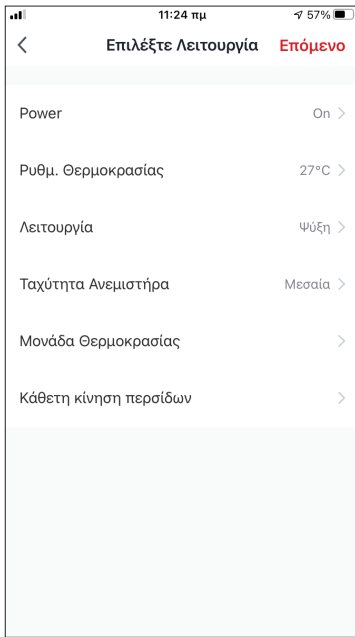 11:24 πμ 57%
Επιλέξτε Λειτουργία Επόμενο
Power On
Ρυθμ. Θερμοκρασίας 27°C
Λειτουργία Ψύξη
Ταχύτητα Ανεμιστήρα Μεσαία
Μονάδα Θερμοκρασίας
Κάθετη κίνηση περσίδων